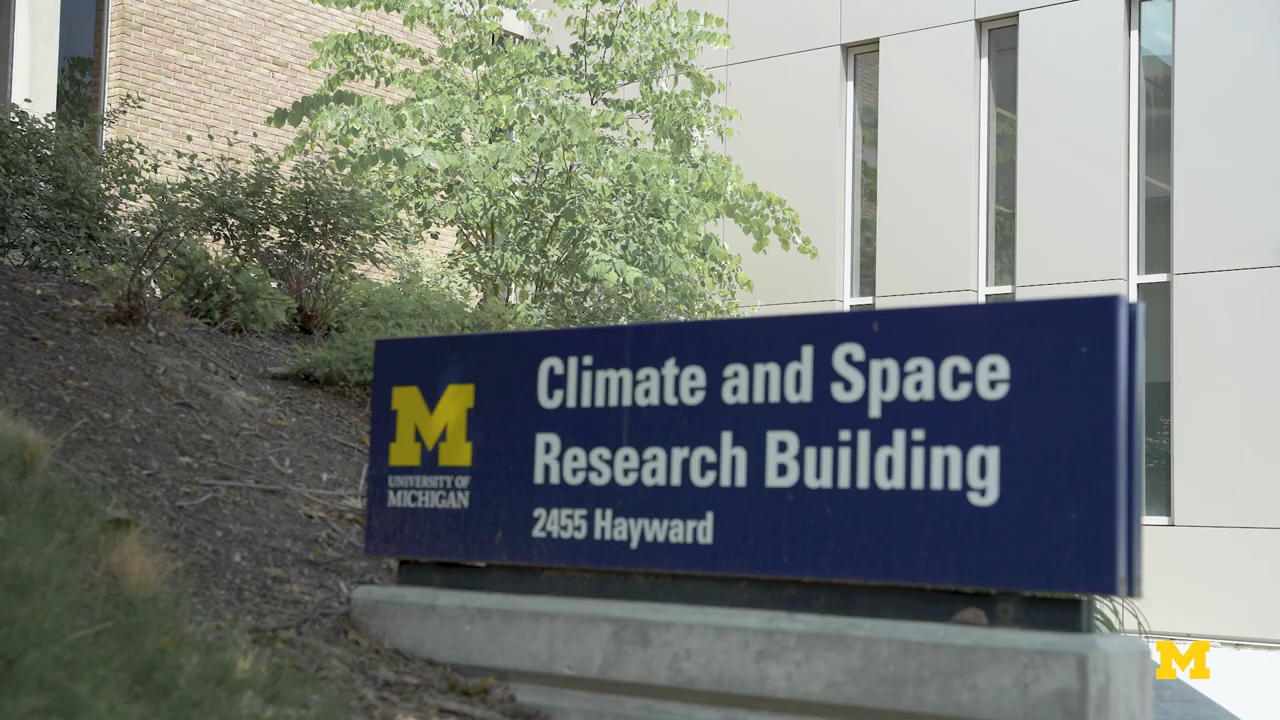 Climate and Space
Research Building
2455 Hayward
M
UNIVERSITY OF
MICHIGAN
M